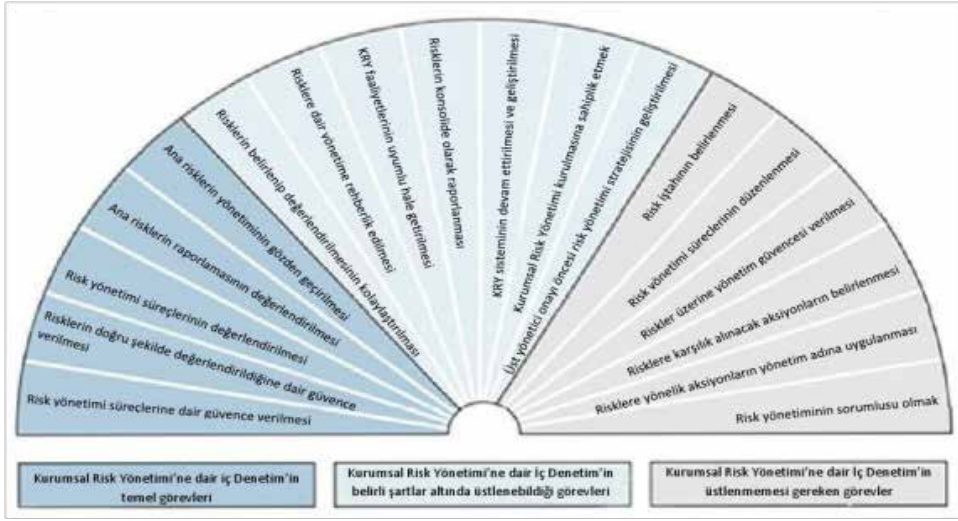 Risk yönetimi süreçlerine dair güvence verilmesi
Risklerin doğru şekilde değerlendirildiğine dair güvence
verilmesi
Risk yönetimi süreçlerinin değerlendirilmesi
Ana risklerin raporlamasının değerlendirilmesi
Ana risklerin yönetiminin gözden geçirilmesi
Risklerin belirlenip değerlendirilmesinin kolaylaştırılması
Risklere dair yönetime rehberlik edilmesi
KRY faaliyetlerinin uyumlu hale getirilmesi
Risklerin konsolide olarak raporlanması
KRY sisteminin devam ettirilmesi ve geliştirilmesi
Kurumsal Risk Yönetimi kurulmasına sahiplik etmek
Üst yönetici onayı öncesi risk yönetimi stratejisinin geliştirilmesi
Risk iştahının belirlenmesi
Risk yönetimi süreçlerinin düzenlenmesi
Riskler üzerine yönetim güvencesi verilmesi
Risklere karşılık alınacak aksiyonların belirlenmesi
Risklere yönelik aksiyonların yönetim adına uygulanması
Risk yönetiminin sorumlusu olmak
Kurumsal Risk Yönetimi'ne dair iç Denetim'in
temel görevleri
Kurumsal Risk Yönetimi'ne dair İç Denetim'in
belirli şartlar altında üstlenebildiği görevleri
Kurumsal Risk Yönetimi'ne dair İç Denetim'in
üstlenmemesi gereken görevler